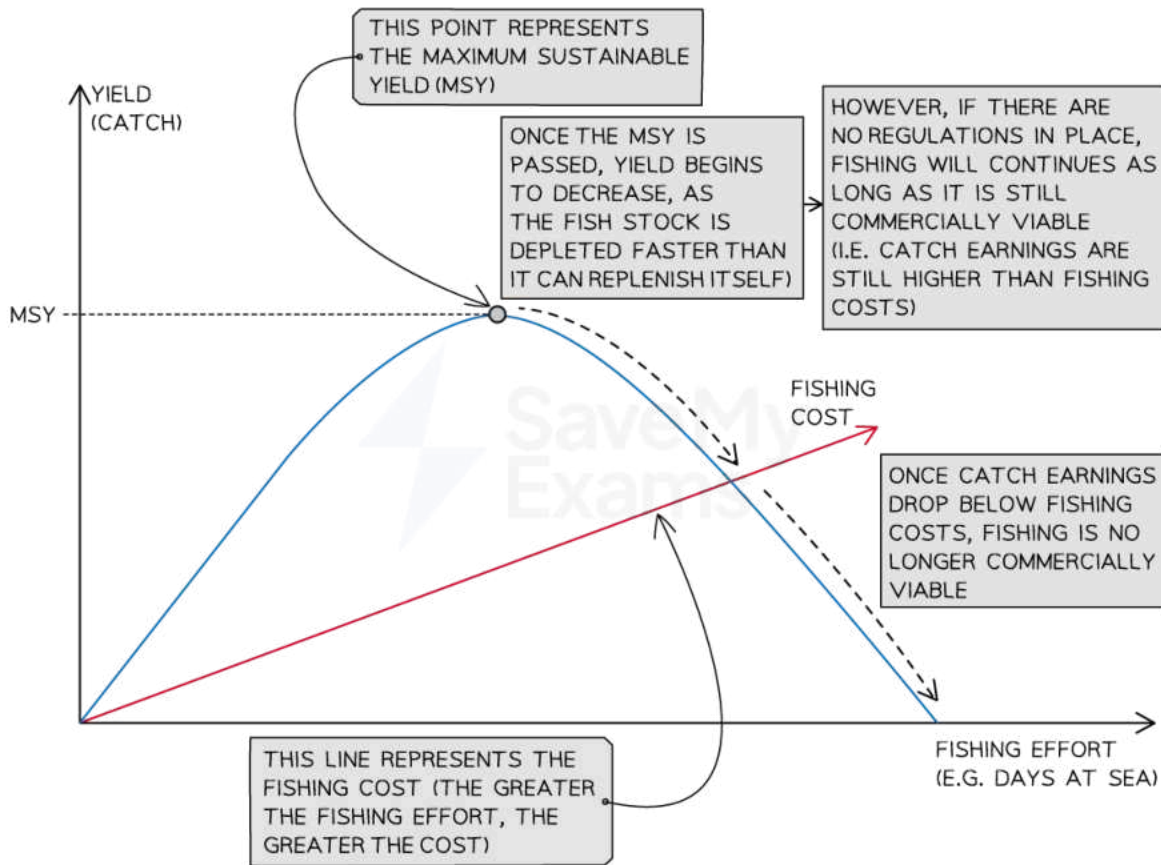 THIS POINT REPRESENTS
THE MAXIMUM SUSTAINABLE
YIELD (MSY)
YIELD
(CATCH)
ONCE THE MSY IS
PASSED, YIELD BEGINS
TO DECREASE, AS
THE FISH STOCK IS
DEPLETED FASTER THAN
IT CAN REPLENISH ITSELF)
HOWEVER, IF THERE ARE
NO REGULATIONS IN PLACE,
FISHING WILL CONTINUES AS
LONG AS IT IS STILL
COMMERCIALLY VIABLE
(I.E. CATCH EARNINGS ARE
STILL HIGHER THAN FISHING
COSTS)
MSY
FISHING
COST
SaveMy
Exams
ONCE CATCH EARNINGS
DROP BELOW FISHING
COSTS, FISHING IS NO
LONGER COMMERCIALLY
VIABLE
THIS LINE REPRESENTS THE
FISHING COST (THE GREATER
THE FISHING EFFORT, THE
GREATER THE COST)
FISHING EFFORT
(E.G. DAYS AT SEA)